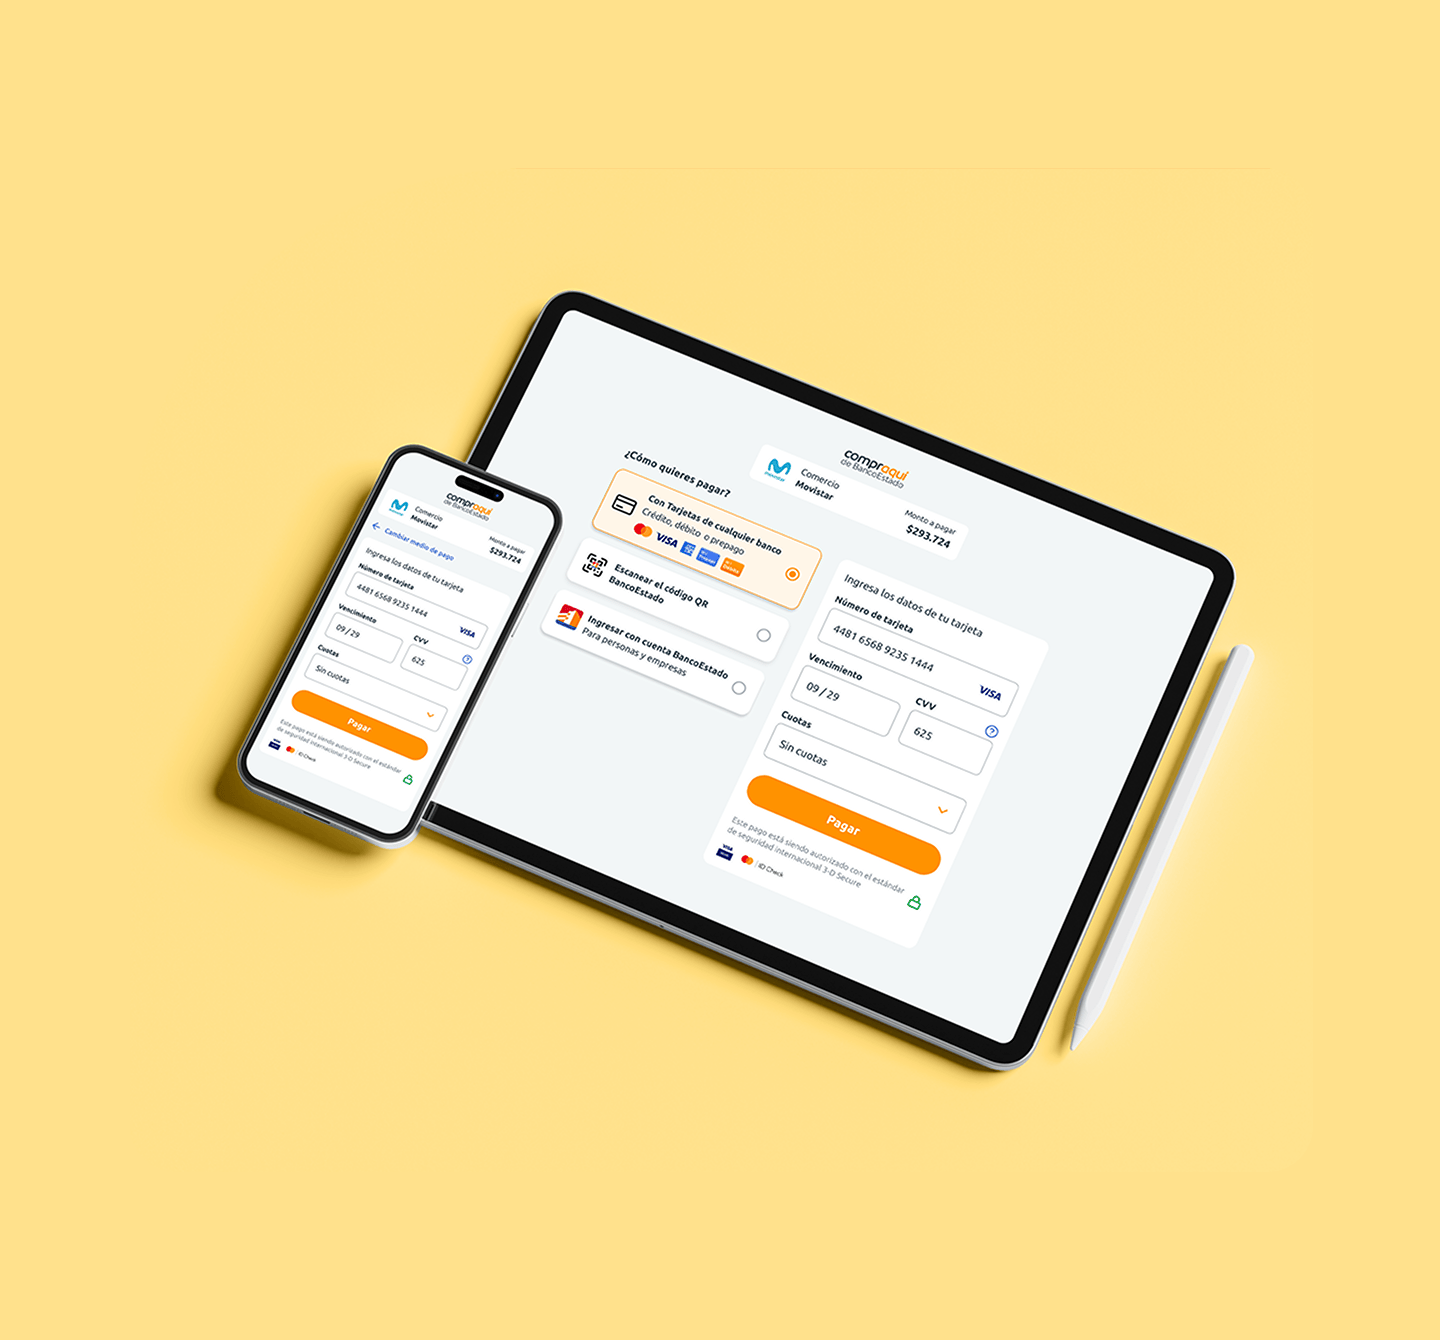 compraquí
de BancoEstado
movistar
Comercio
Movistar
Monto a pagar
$293.724
Cambiar medio de pago
Ingresa los datos de tu tarjeta
Número de tarjeta
4481 6568 9235 1444
VISA
Vencimiento
09 / 29
CVV
625
?
Cuotas
Sin cuotas
Pagar
Este pago está siendo autorizado con el estándar
de seguridad internacional 3-D Secure
VISA
ID Check
compraquí
de BancoEstado
movistar
Comercio
Movistar
Monto a pagar
$293.724
¿Cómo quieres pagar?
Con Tarjetas de cualquier banco
Crédito, débito o prepago
VISA
Escanear el código QR
BancoEstado
Ingresar con cuenta BancoEstado
Para personas y empresas
Ingresa los datos de tu tarjeta
Número de tarjeta
4481 6568 9235 1444
VISA
Vencimiento
09 / 29
CVV
625
?
Cuotas
Sin cuotas
Pagar
Este pago está siendo autorizado con el estándar
de seguridad internacional 3-D Secure
VISA
ID Check